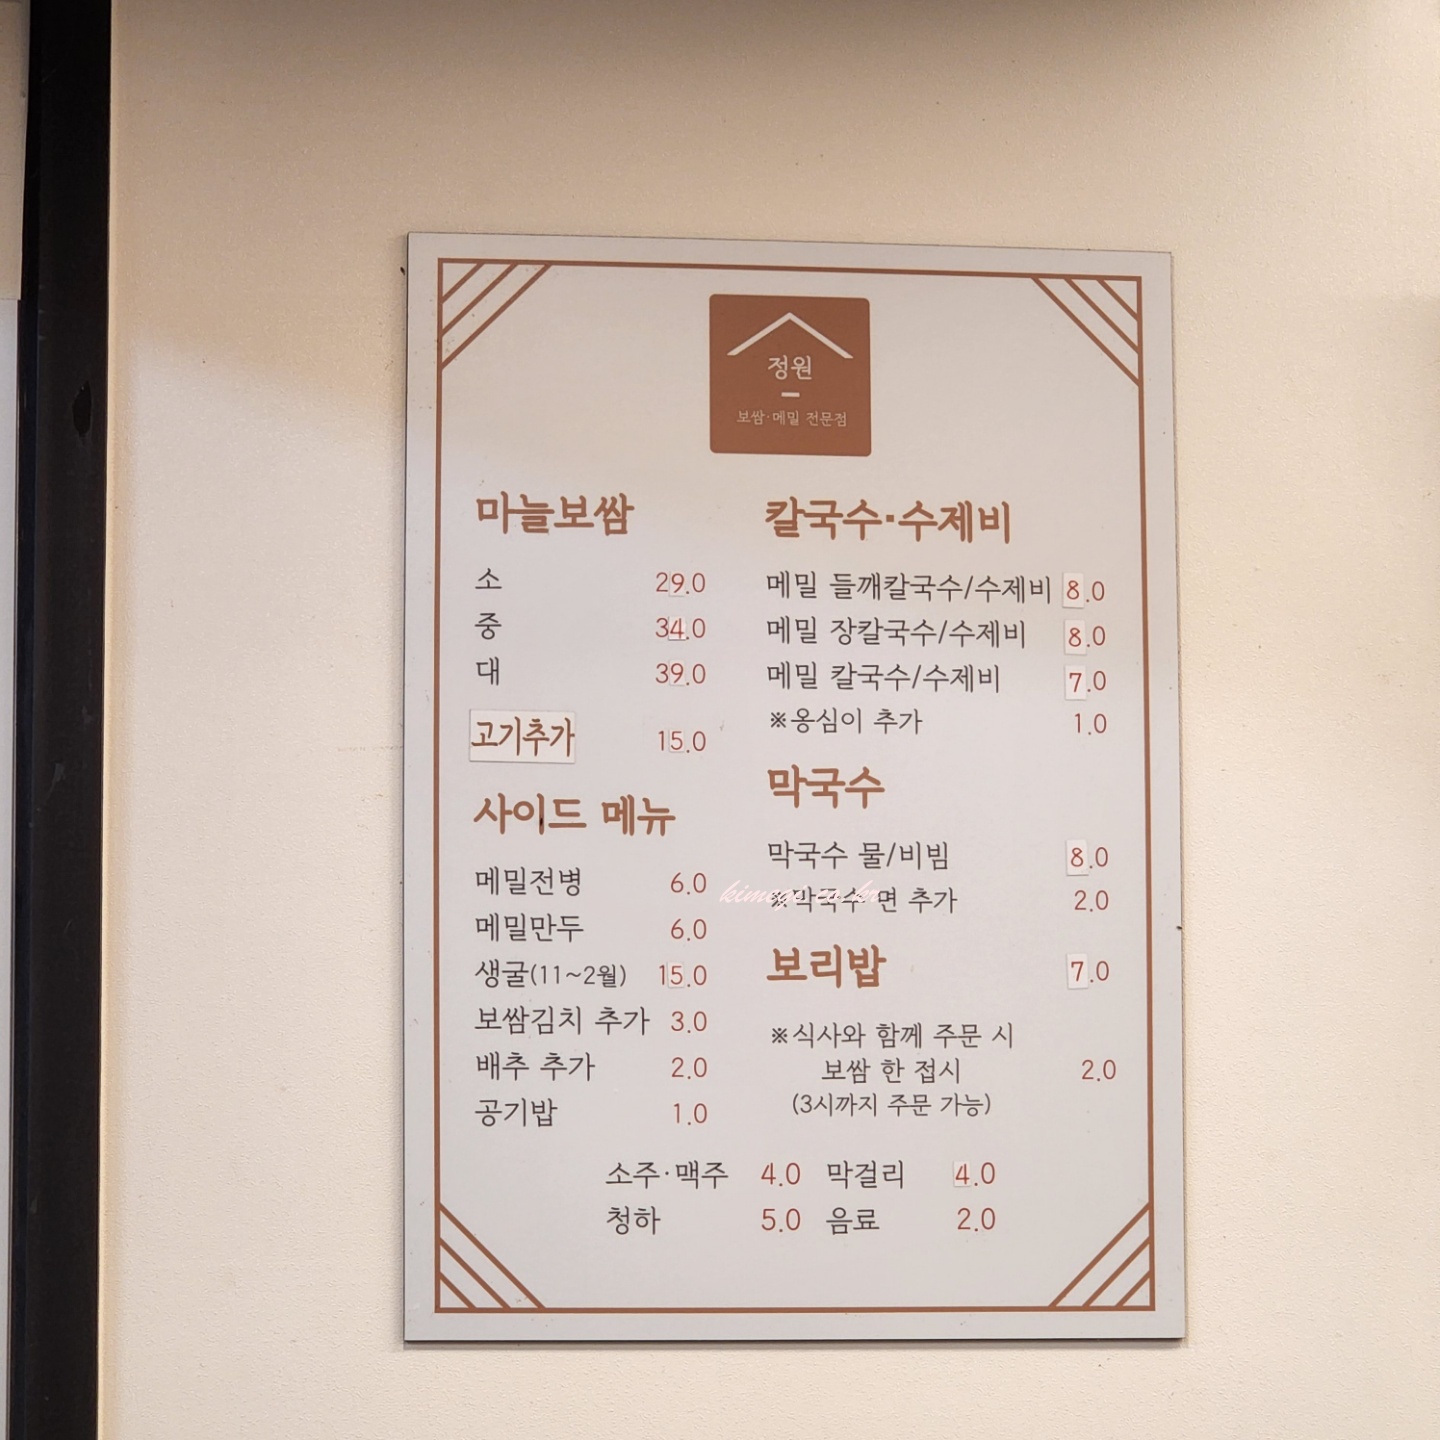 정원
보쌈·메밀 전문점
마늘보쌈
소 29.0
중 34.0
대 39.0
고기추가 15.0
사이드 메뉴
메밀전병 6.0
메밀만두 6.0
생굴(11~2월) 15.0
보쌈김치 추가 3.0
배추 추가 2.0
공기밥 1.0
칼국수·수제비
메밀 들깨칼국수/수제비 8.0
메밀 장칼국수/수제비 8.0
메밀 칼국수/수제비 7.0
※옹심이 추가 1.0
막국수
막국수 물/비빔 8.0
※막국수 면 추가 2.0
보리밥 7.0
※식사와 함께 주문 시
보쌈 한 접시 2.0
(3시까지 주문 가능)
소주·맥주 4.0 막걸리 4.0
청하 5.0 음료 2.0